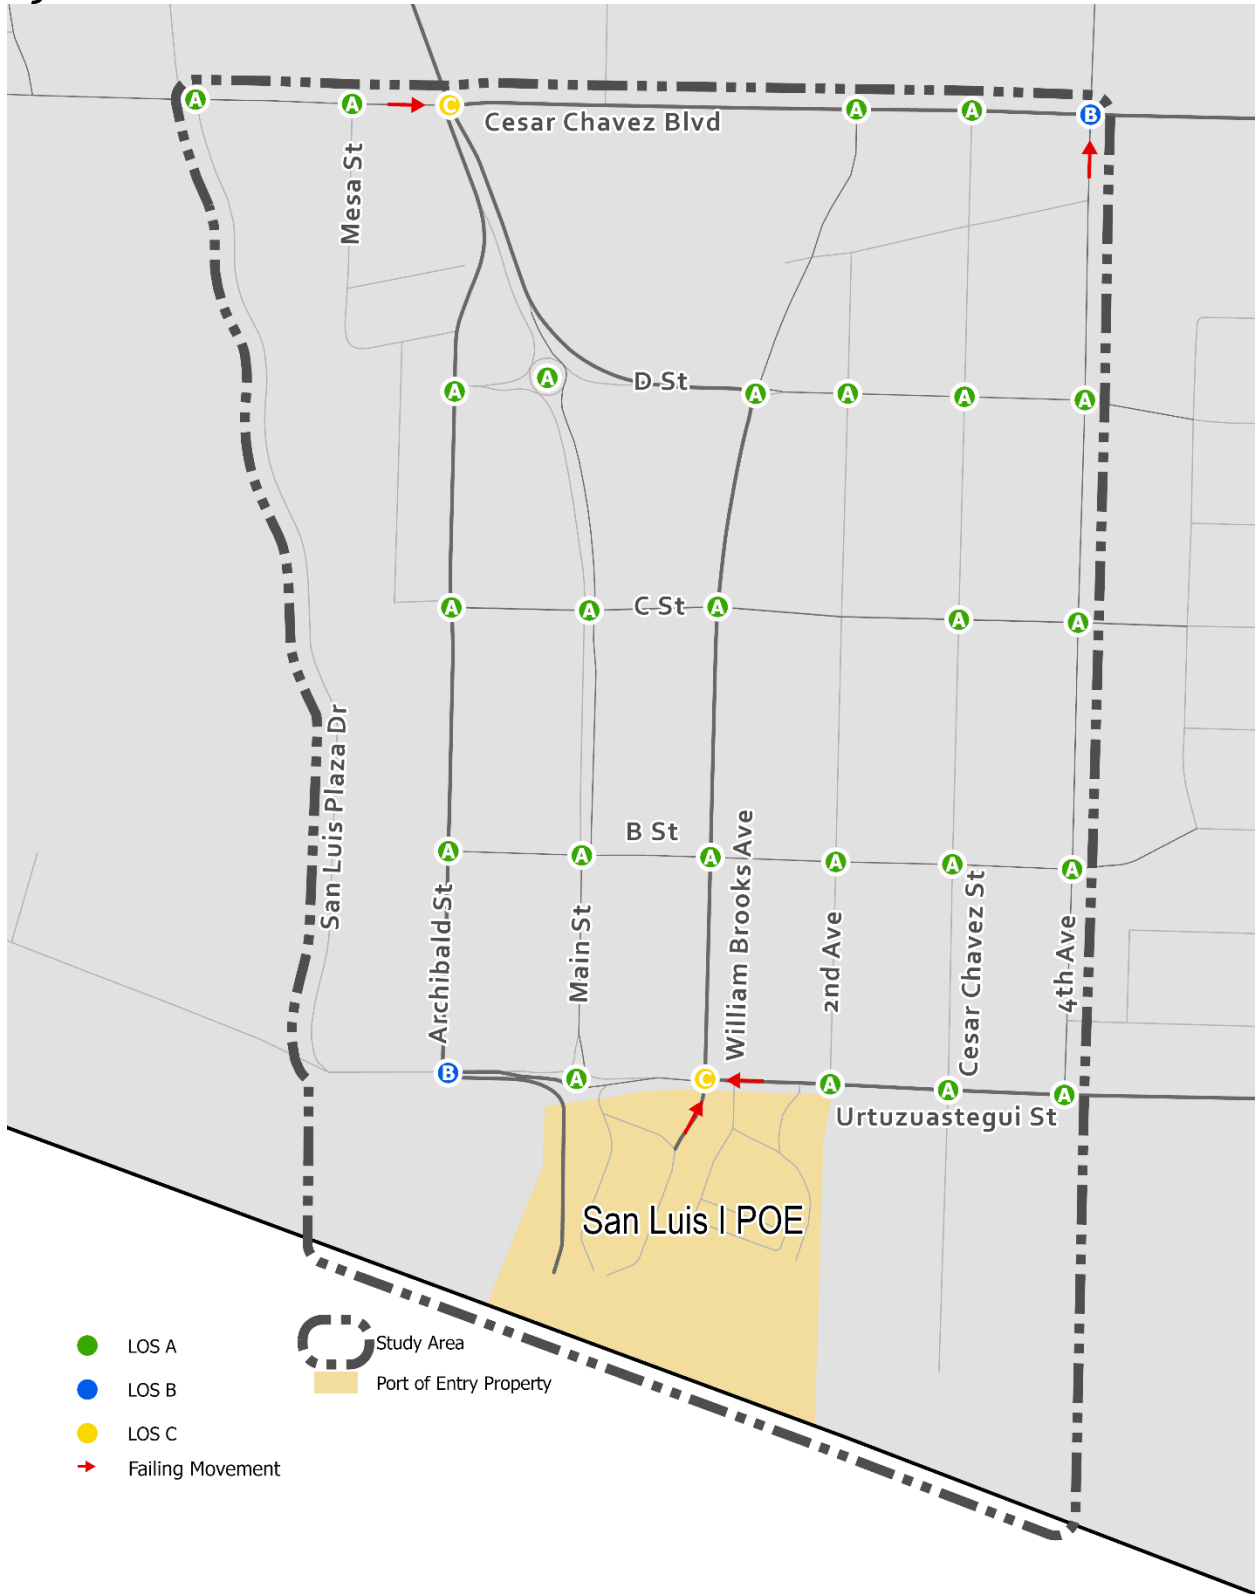 A
A
C
A
A
B
Cesar Chavez Blvd
Mesa St
A
A
D St
A
A
A
A
A
A
C St
A
A
A
San Luis Plaza Dr
A
A
B St
A
A
A
A
Archibald St
Main St
William Brooks Ave
2nd Ave
Cesar Chavez St
4th Ave
B
A
C
A
A
A
Urtuzuastegui St
San Luis I POE
LOS A
LOS B
LOS C
Failing Movement
Study Area
Port of Entry Property